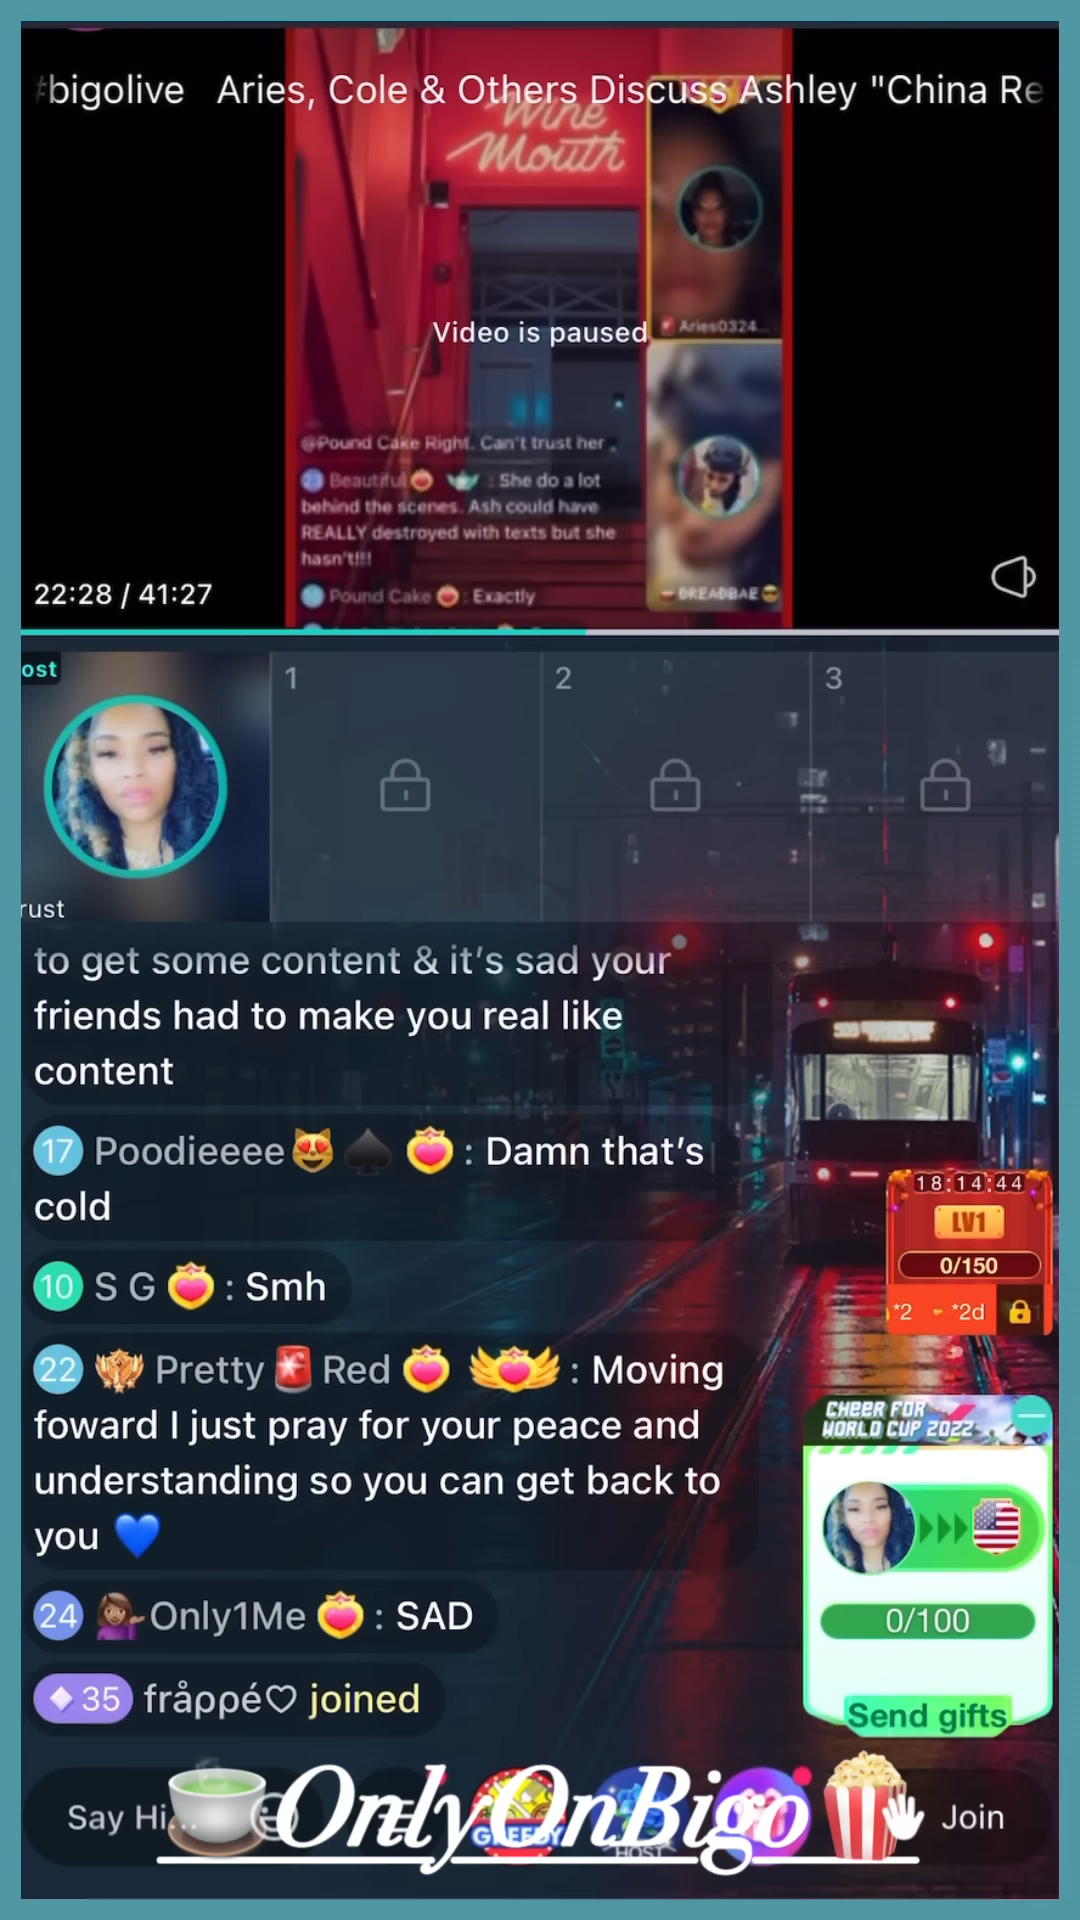 #bigolive Aries, Cole & Others Discuss Ashley "China Re
Wine
Mouth
Aries0324...
Video is paused
@Pound Cake Right. Can't trust her
23 Beautiful : She do a lot
behind the scenes. Ash could have
REALLY destroyed with texts but she
hasn't!!!
BREADBAE
22:28 / 41:27
Pound Cake : Exactly
ost
1
2
3
rust
to get some content & it's sad your
friends had to make you real like
content
17 Poodieeee : Damn that's
cold
18:14:44
LV1
10 S G : Smh
0/150
*2 *2d
22 Pretty Red : Moving
foward I just pray for your peace and
understanding so you can get back to
you
CHEER FOR
WORLD CUP 2022
24 Only1Me : SAD
0/100
35 fråppé♡ joined
Send gifts
Say Hi...
OnlyOnBigo
GREEDY
HOST
Join